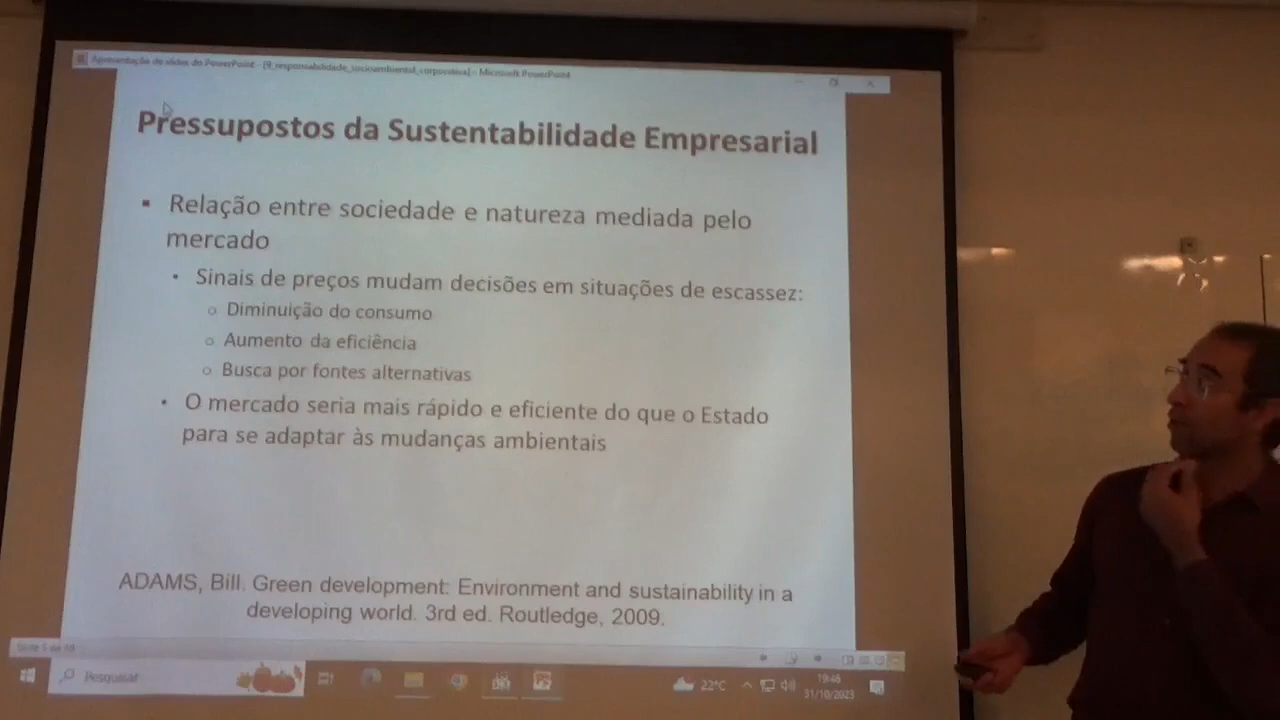 Apresentação de slides do PowerPoint - [9_responsabilidade_socioambiental_corporativa] - Microsoft PowerPoint
Pressupostos da Sustentabilidade Empresarial
▪ Relação entre sociedade e natureza mediada pelo
mercado
• Sinais de preços mudam decisões em situações de escassez:
○ Diminuição do consumo
○ Aumento da eficiência
○ Busca por fontes alternativas
• O mercado seria mais rápido e eficiente do que o Estado
para se adaptar às mudanças ambientais
ADAMS, Bill. Green development: Environment and sustainability in a
developing world. 3rd ed. Routledge, 2009.
Slide 5 de
Pesquisar
22°C
19:46
31/10/2023